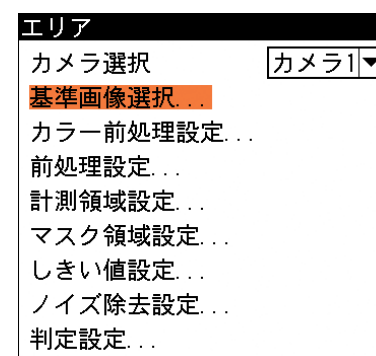 エリア
カメラ選択 カメラ1
基準画像選択...
カラー前処理設定...
前処理設定...
計測領域設定...
マスク領域設定...
しきい値設定...
ノイズ除去設定...
判定設定...